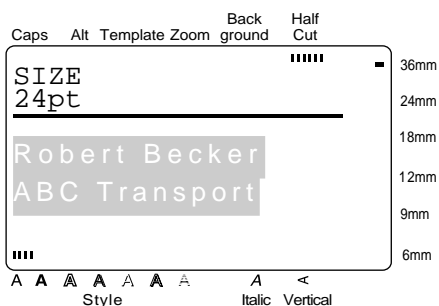 Back Half
Caps Alt Template Zoom ground Cut
36mm
SIZE
24pt
24mm
18mm
Robert Becker
12mm
ABC Transport
9mm
6mm
A A A A A A A A A
Style Italic Vertical